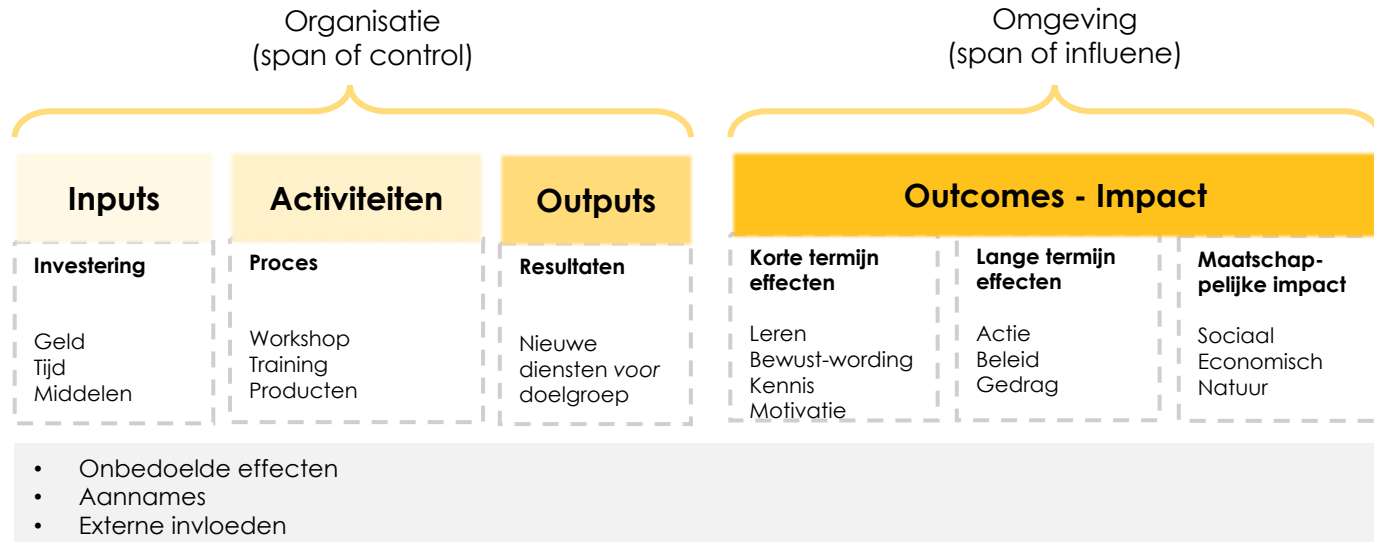 Organisatie
(span of control)
Omgeving
(span of influene)
Inputs
Activiteiten
Outputs
Outcomes - Impact
Investering
Geld
Tijd
Middelen
Proces
Workshop
Training
Producten
Resultaten
Nieuwe
diensten voor
doelgroep
Korte termijn
effecten
Leren
Bewust-wording
Kennis
Motivatie
Lange termijn
effecten
Actie
Beleid
Gedrag
Maatschap-
pelijke impact
Sociaal
Economisch
Natuur
• Onbedoelde effecten
• Aannames
• Externe invloeden